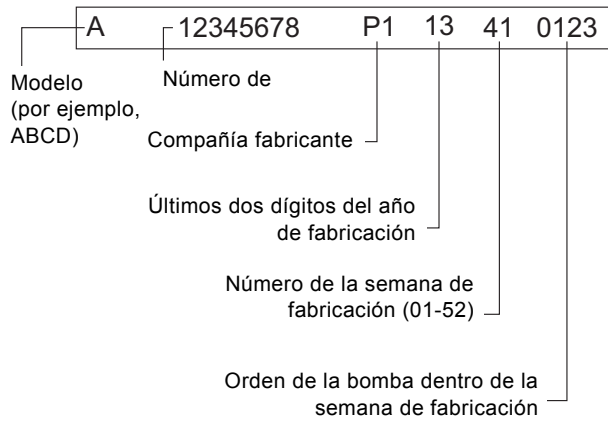 A 12345678 P1 13 41 0123
Modelo
(por ejemplo,
ABCD)
Número de
Compañía fabricante
Últimos dos dígitos del año
de fabricación
Número de la semana de
fabricación (01-52)
Orden de la bomba dentro de la
semana de fabricación